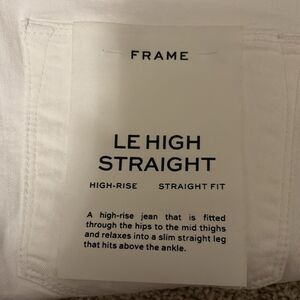 FRAME
LE HIGH
STRAIGHT
HIGH-RISE STRAIGHT FIT
A high-rise jean that is fitted
through the hips to the mid thighs
and relaxes into a slim straight leg
that hits above the ankle.